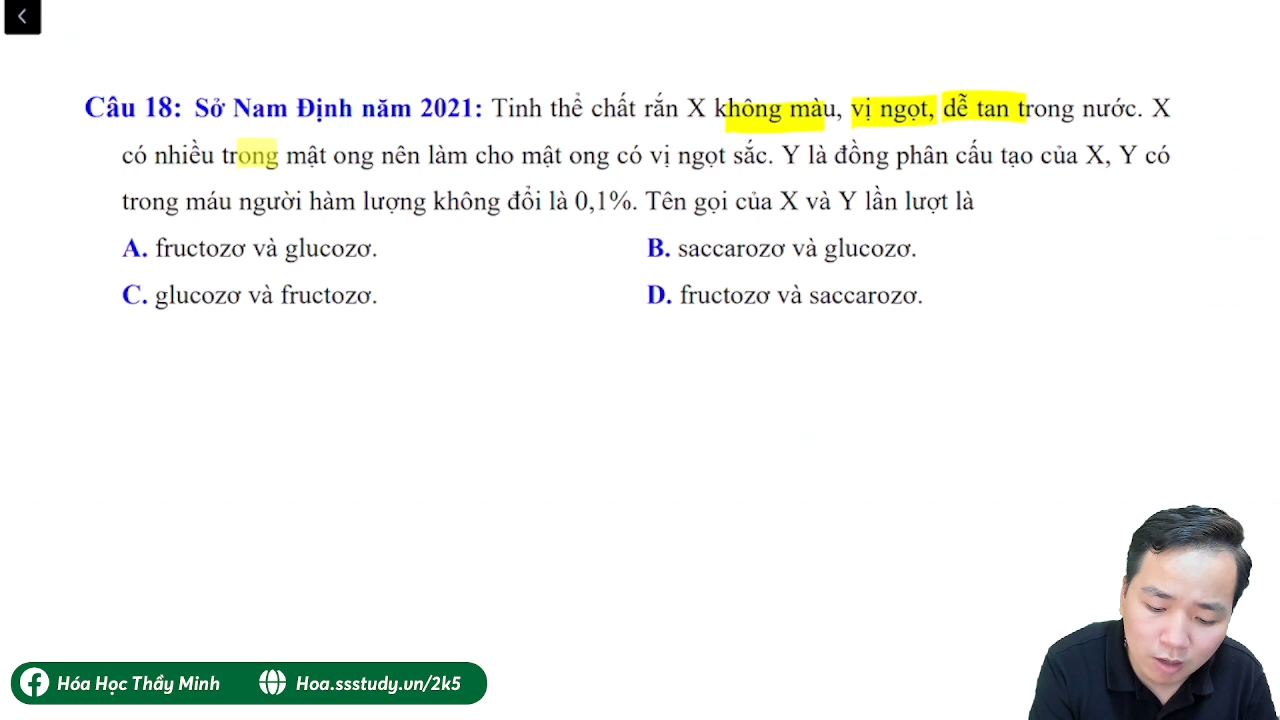 Câu 18: Sở Nam Định năm 2021: Tinh thể chất rắn X không màu, vị ngọt, dễ tan trong nước. X
có nhiều trong mật ong nên làm cho mật ong có vị ngọt sắc. Y là đồng phân cấu tạo của X, Y có
trong máu người hàm lượng không đổi là 0,1%. Tên gọi của X và Y lần lượt là
A. fructozơ và glucozơ. B. saccarozơ và glucozơ.
C. glucozơ và fructozơ. D. fructozơ và saccarozơ.
Hóa Học Thầy Minh Hoa.ssstudy.vn/2k5